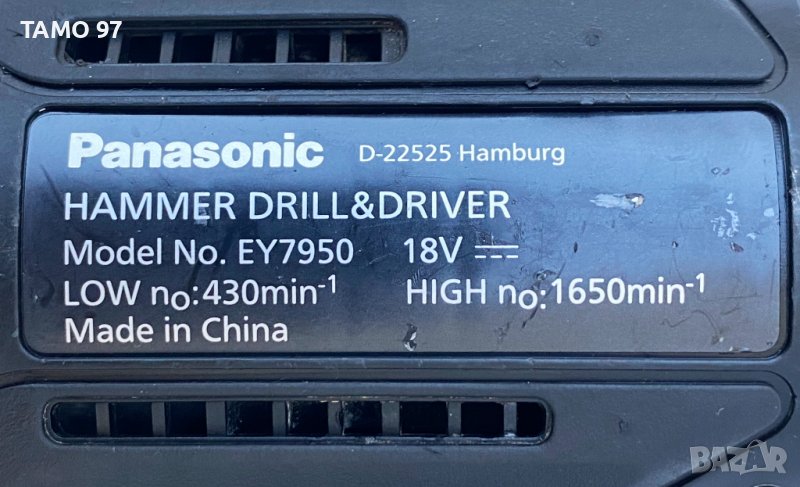 TAMO 97
Panasonic D-22525 Hamburg
HAMMER DRILL&DRIVER
Model No. EY7950 18V ⎓
LOW no:430min⁻¹ HIGH no:1650min⁻¹
Made in China
BAZAR